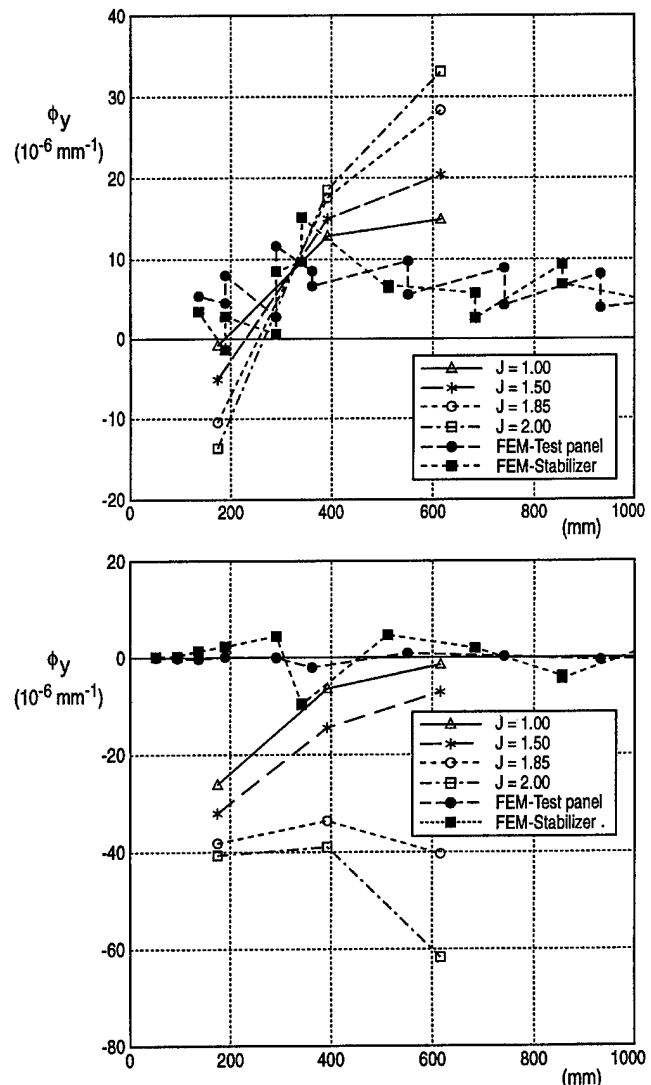 40
30
ϕy
(10⁻⁶ mm⁻¹)
20
10
0
-10
-20
J = 1.00
J = 1.50
J = 1.85
J = 2.00
FEM-Test panel
FEM-Stabilizer
0 200 400 600 800 1000
(mm)
20
ϕy
(10⁻⁶ mm⁻¹)
0
-20
-40
-60
-80
J = 1.00
J = 1.50
J = 1.85
J = 2.00
FEM-Test panel
FEM-Stabilizer .
0 200 400 600 800 1000
(mm)